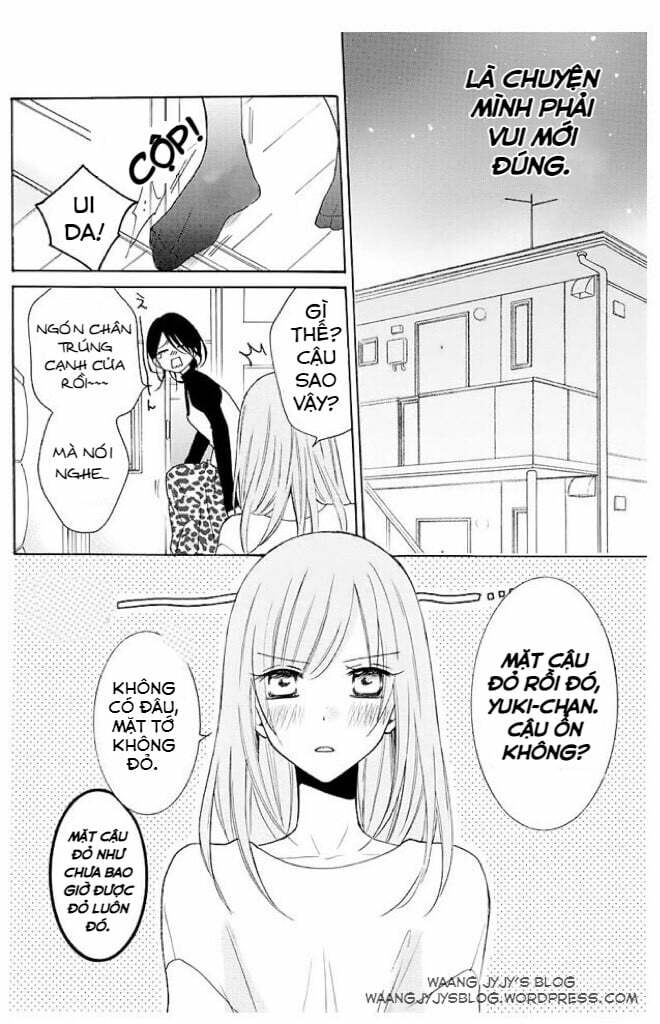 LÀ CHUYỆN
MÌNH PHẢI
VUI MỚI
ĐÚNG.
CỘP!
UI
DA!
GÌ
THẾ?
CẬU
SAO
VẬY?
NGÓN CHÂN
TRÚNG
CẠNH CỬA
RỒI~~~
MÀ NÓI
NGHE...
MẶT CẬU
ĐỎ RỒI ĐÓ,
YUKI-CHAN.
CẬU ỔN
KHÔNG?
KHÔNG
CÓ ĐÂU,
MẶT TỚ
KHÔNG
ĐỎ.
MẶT CẬU
ĐỎ NHƯ
CHƯA BAO
GIỜ ĐƯỢC
ĐỎ LUÔN
ĐÓ.
WAANG JYJY'S BLOG
WAANGJYJYSBLOG.WORDPRESS.COM